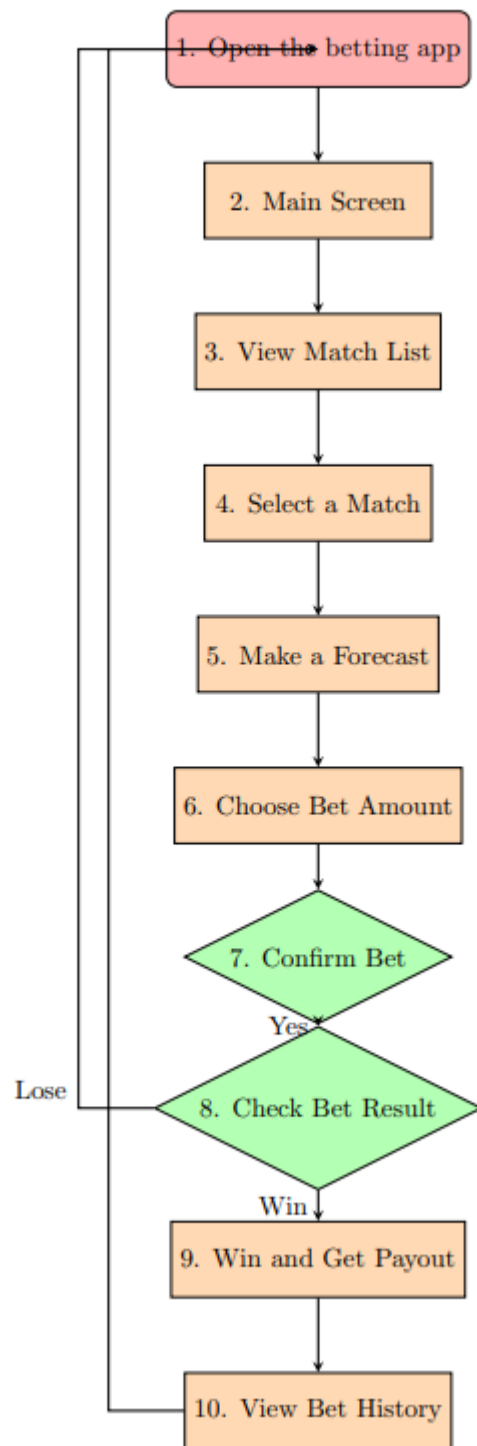 1. Open the betting app
2. Main Screen
3. View Match List
4. Select a Match
5. Make a Forecast
6. Choose Bet Amount
7. Confirm Bet
Yes
Lose
8. Check Bet Result
Win
9. Win and Get Payout
10. View Bet History